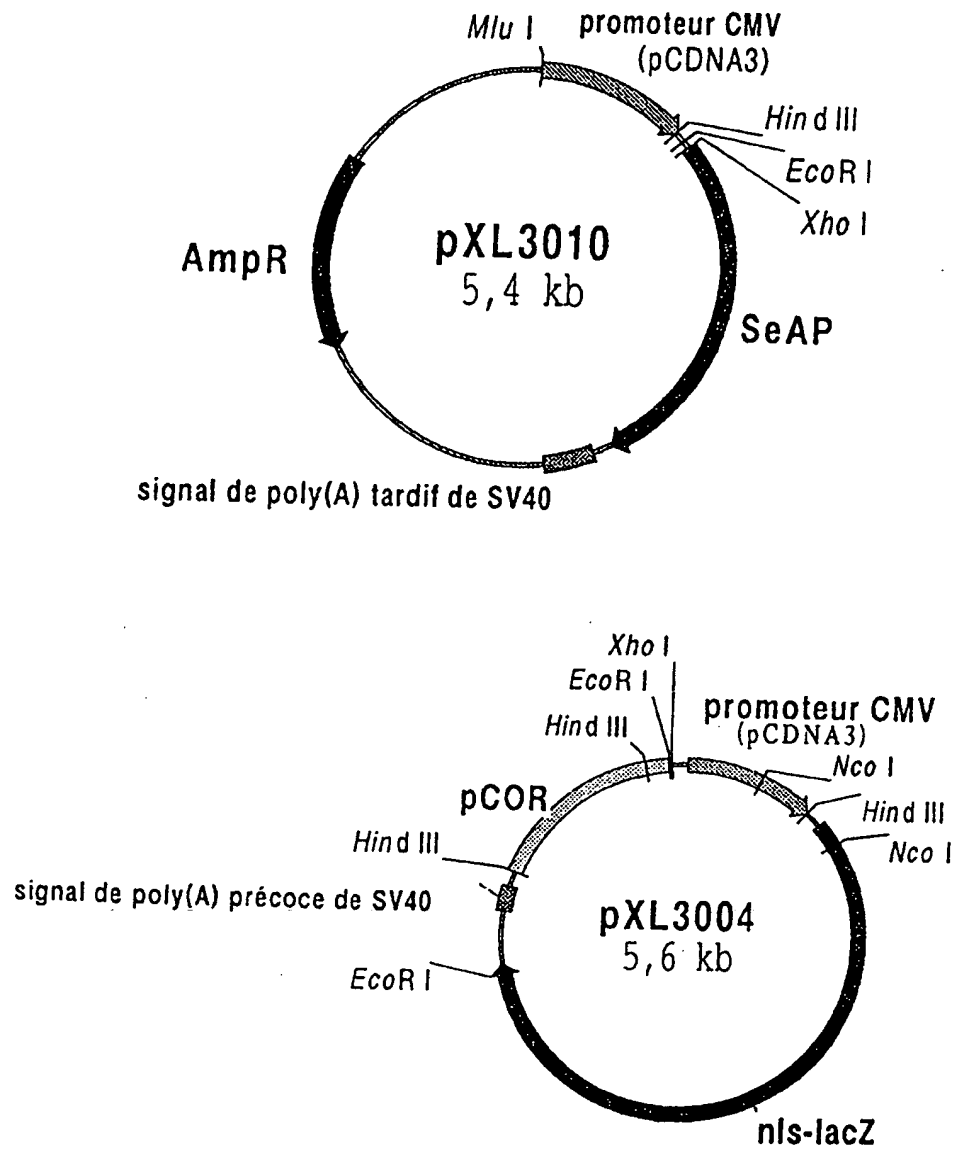 Mlu I
promoteur CMV
(pCDNA3)
Hind III
EcoR I
Xho I
AmpR
pXL3010
5,4 kb
SeAP
signal de poly(A) tardif de SV40
Xho I
EcoR I
promoteur CMV
(pCDNA3)
Hind III
Nco I
pCOR
Hind III
Hind III
Nco I
signal de poly(A) précoce de SV40
pXL3004
5,6 kb
EcoR I
nls-lacZ